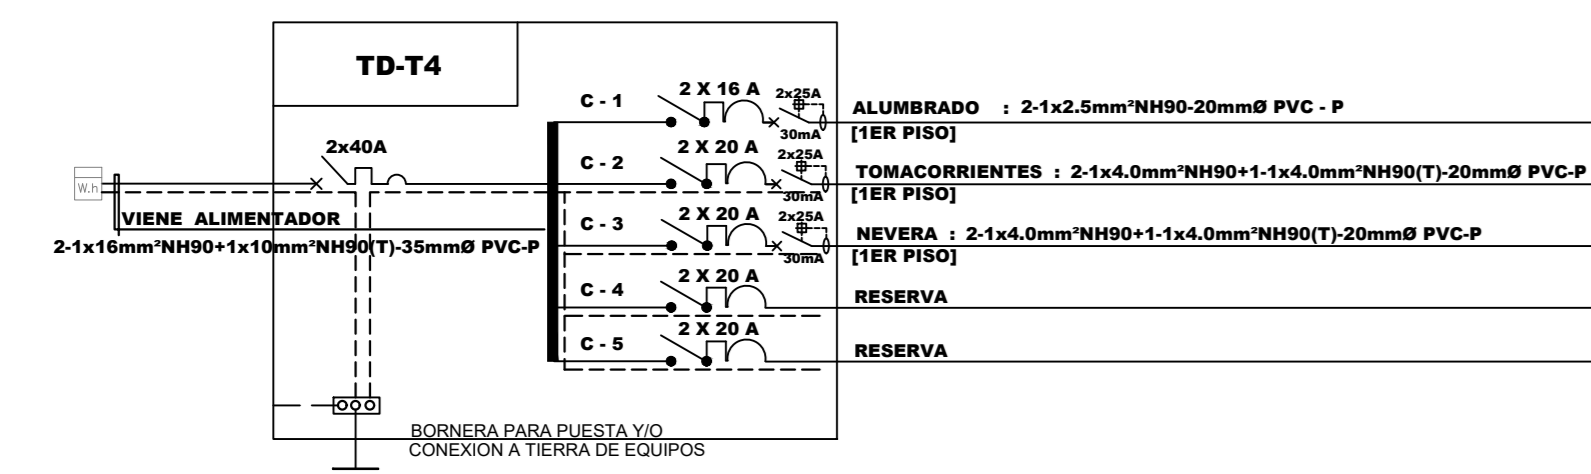 TD-T4
W.h
2x40A
VIENE ALIMENTADOR
2-1x16mm²NH90+1x10mm²NH90(T)-35mmØ PVC-P
C - 1
2 X 16 A
2x25A
30mA
ALUMBRADO : 2-1x2.5mm²NH90-20mmØ PVC - P
[1ER PISO]
C - 2
2 X 20 A
2x25A
30mA
TOMACORRIENTES : 2-1x4.0mm²NH90+1-1x4.0mm²NH90(T)-20mmØ PVC-P
[1ER PISO]
C - 3
2 X 20 A
2x25A
30mA
NEVERA : 2-1x4.0mm²NH90+1-1x4.0mm²NH90(T)-20mmØ PVC-P
[1ER PISO]
C - 4
2 X 20 A
RESERVA
C - 5
2 X 20 A
RESERVA
BORNERA PARA PUESTA Y/O
CONEXION A TIERRA DE EQUIPOS